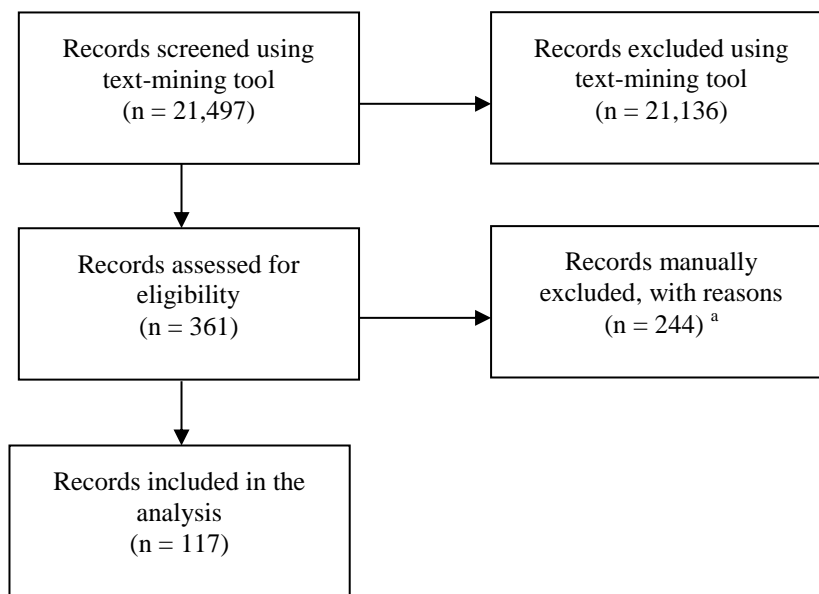 Records screened using
text-mining tool
(n = 21,497)
Records excluded using
text-mining tool
(n = 21,136)
Records assessed for
eligibility
(n = 361)
Records manually
excluded, with reasons
(n = 244) a
Records included in the
analysis
(n = 117)